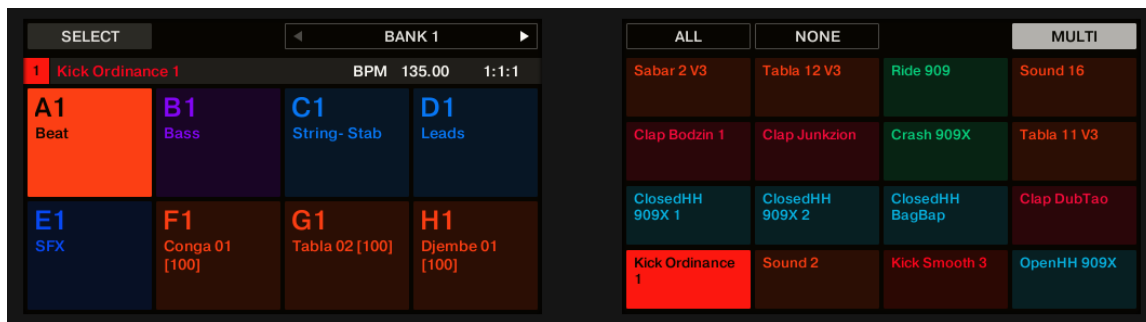 SELECT
BANK 1
1 Kick Ordinance 1 BPM 135.00 1:1:1
A1
Beat
B1
Bass
C1
String- Stab
D1
Leads
E1
SFX
F1
Conga 01
[100]
G1
Tabla 02 [100]
H1
Djembe 01
[100]
ALL
NONE
MULTI
Sabar 2 V3
Tabla 12 V3
Ride 909
Sound 16
Clap Bodzin 1
Clap Junkzion
Crash 909X
Tabla 11 V3
ClosedHH
909X 1
ClosedHH
909X 2
ClosedHH
BagBap
Clap DubTao
Kick Ordinance
1
Sound 2
Kick Smooth 3
OpenHH 909X